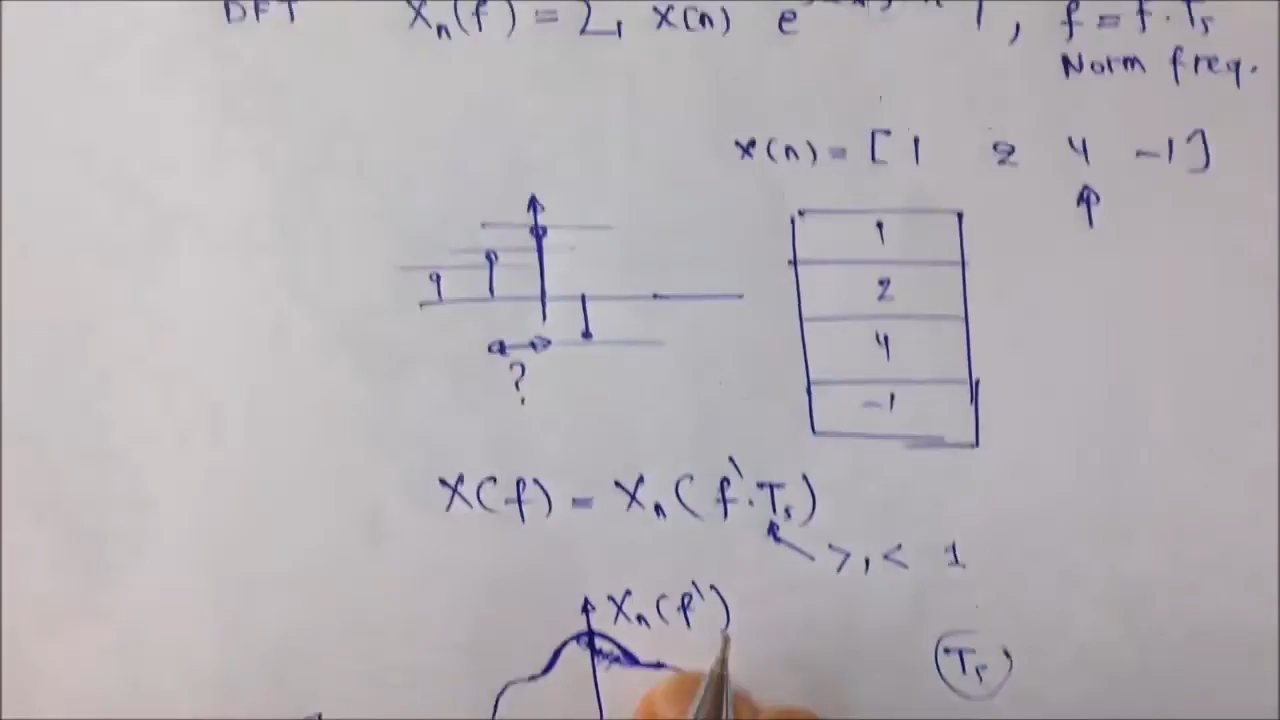 DFT Xn(f) = Σ x(n) e , f = f · Ts
Norm freq.
x(n) = [ 1 2 4 -1 ]
1
2
4
-1
?
X(f) = Xn( f' · Ts )
>, < 1
Xn(f')
Ts